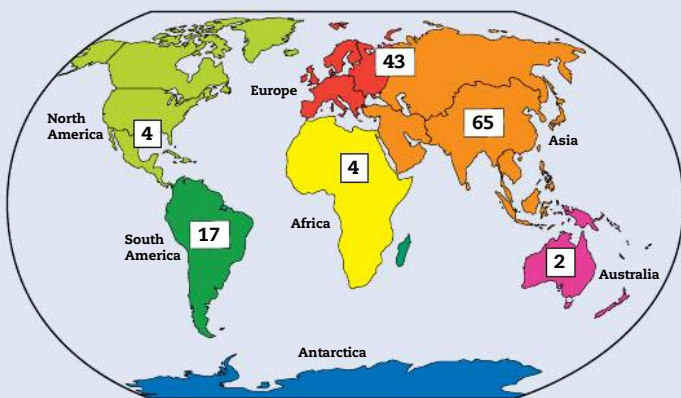 43
Europe
North
America
4
65
Asia
4
South
America
17
Africa
2
Australia
Antarctica